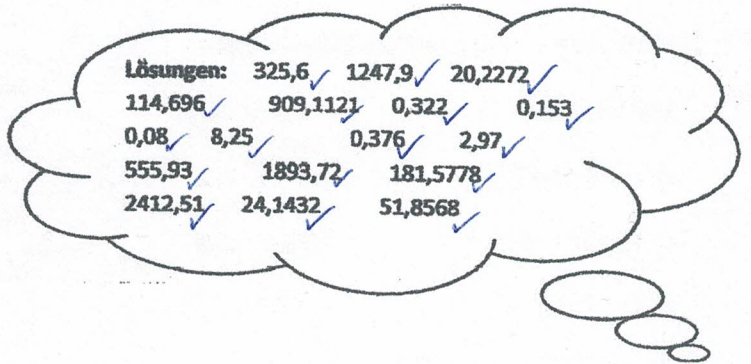 Lösungen: 325,6 ✓ 1247,9 ✓ 20,2272 ✓
114,696 ✓ 909,1121 ✓ 0,322 ✓ 0,153 ✓
0,08 ✓ 8,25 ✓ 0,376 ✓ 2,97 ✓
555,93 ✓ 1893,72 ✓ 181,5778 ✓
2412,51 ✓ 24,1432 ✓ 51,8568 ✓